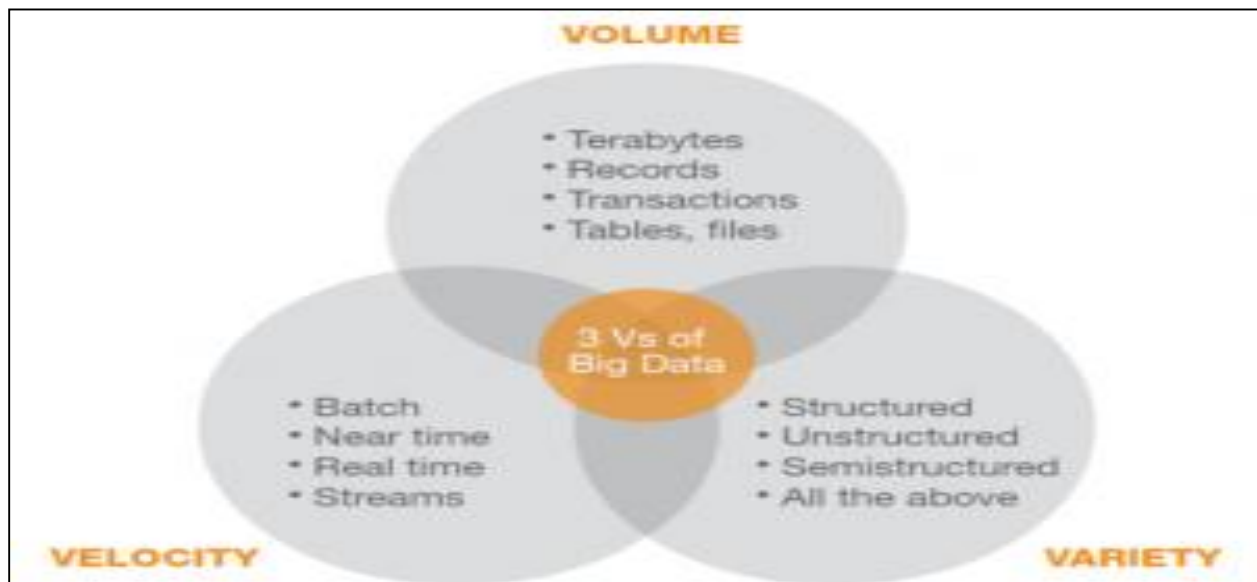 VOLUME
• Terabytes
• Records
• Transactions
• Tables, files
3 Vs of
Big Data
• Batch
• Near time
• Real time
• Streams
• Structured
• Unstructured
• Semistructured
• All the above
VELOCITY
VARIETY